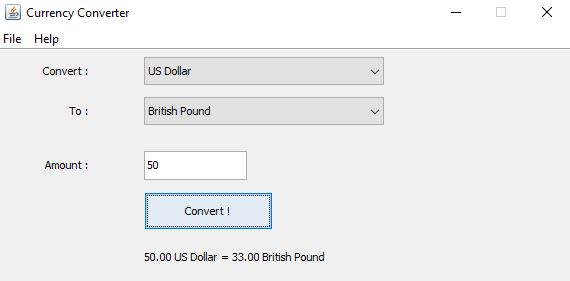 Currency Converter
File Help
Convert : US Dollar
To : British Pound
Amount : 50
Convert !
50.00 US Dollar = 33.00 British Pound